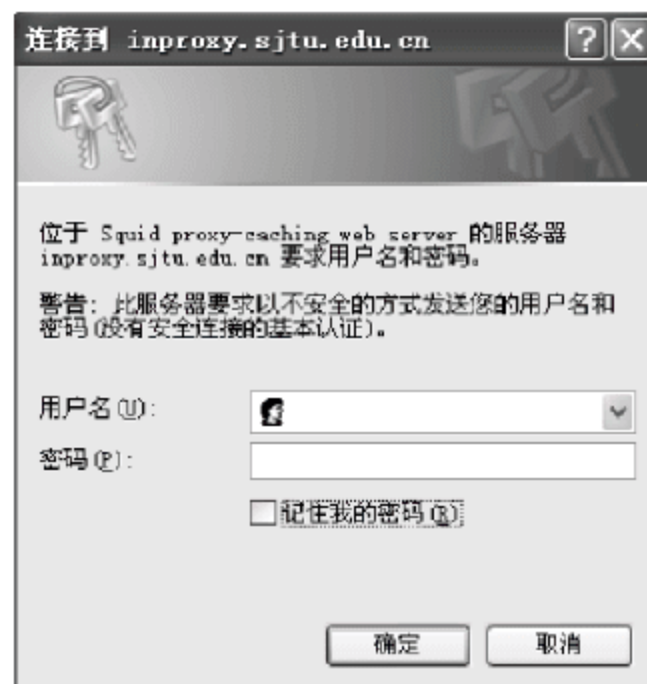 连接到 inproxy.sjtu.edu.cn
位于 Squid proxy-caching web server 的服务器
inproxy.sjtu.edu.cn 要求用户名和密码。
警告: 此服务器要求以不安全的方式发送您的用户名和
密码(没有安全连接的基本认证)。
用户名(U):
密码(P):
记住我的密码(R)
确定 取消